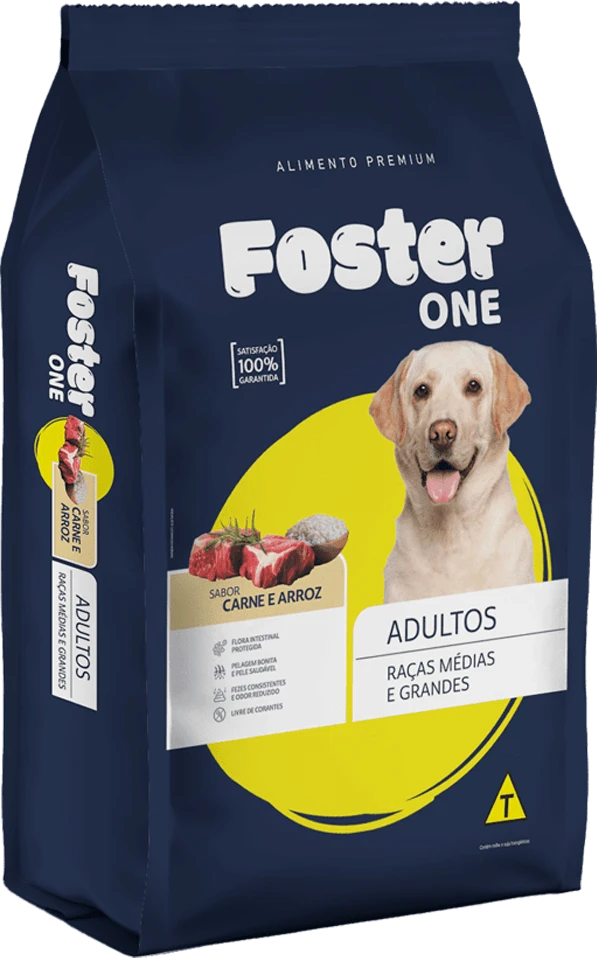 ALIMENTO PREMIUM
Foster
ONE
SATISFAÇÃO
100%
GARANTIDA
SABOR
CARNE E ARROZ
FLORA INTESTINAL
PROTEGIDA
PELAGEM BONITA
E PELE SAUDÁVEL
FEZES CONSISTENTES
E ODOR REDUZIDO
LIVRE DE CORANTES
ADULTOS
RAÇAS MÉDIAS
E GRANDES
T
Foster
ONE
SABOR
CARNE E
ARROZ
ADULTOS
RAÇAS MÉDIAS E GRANDES